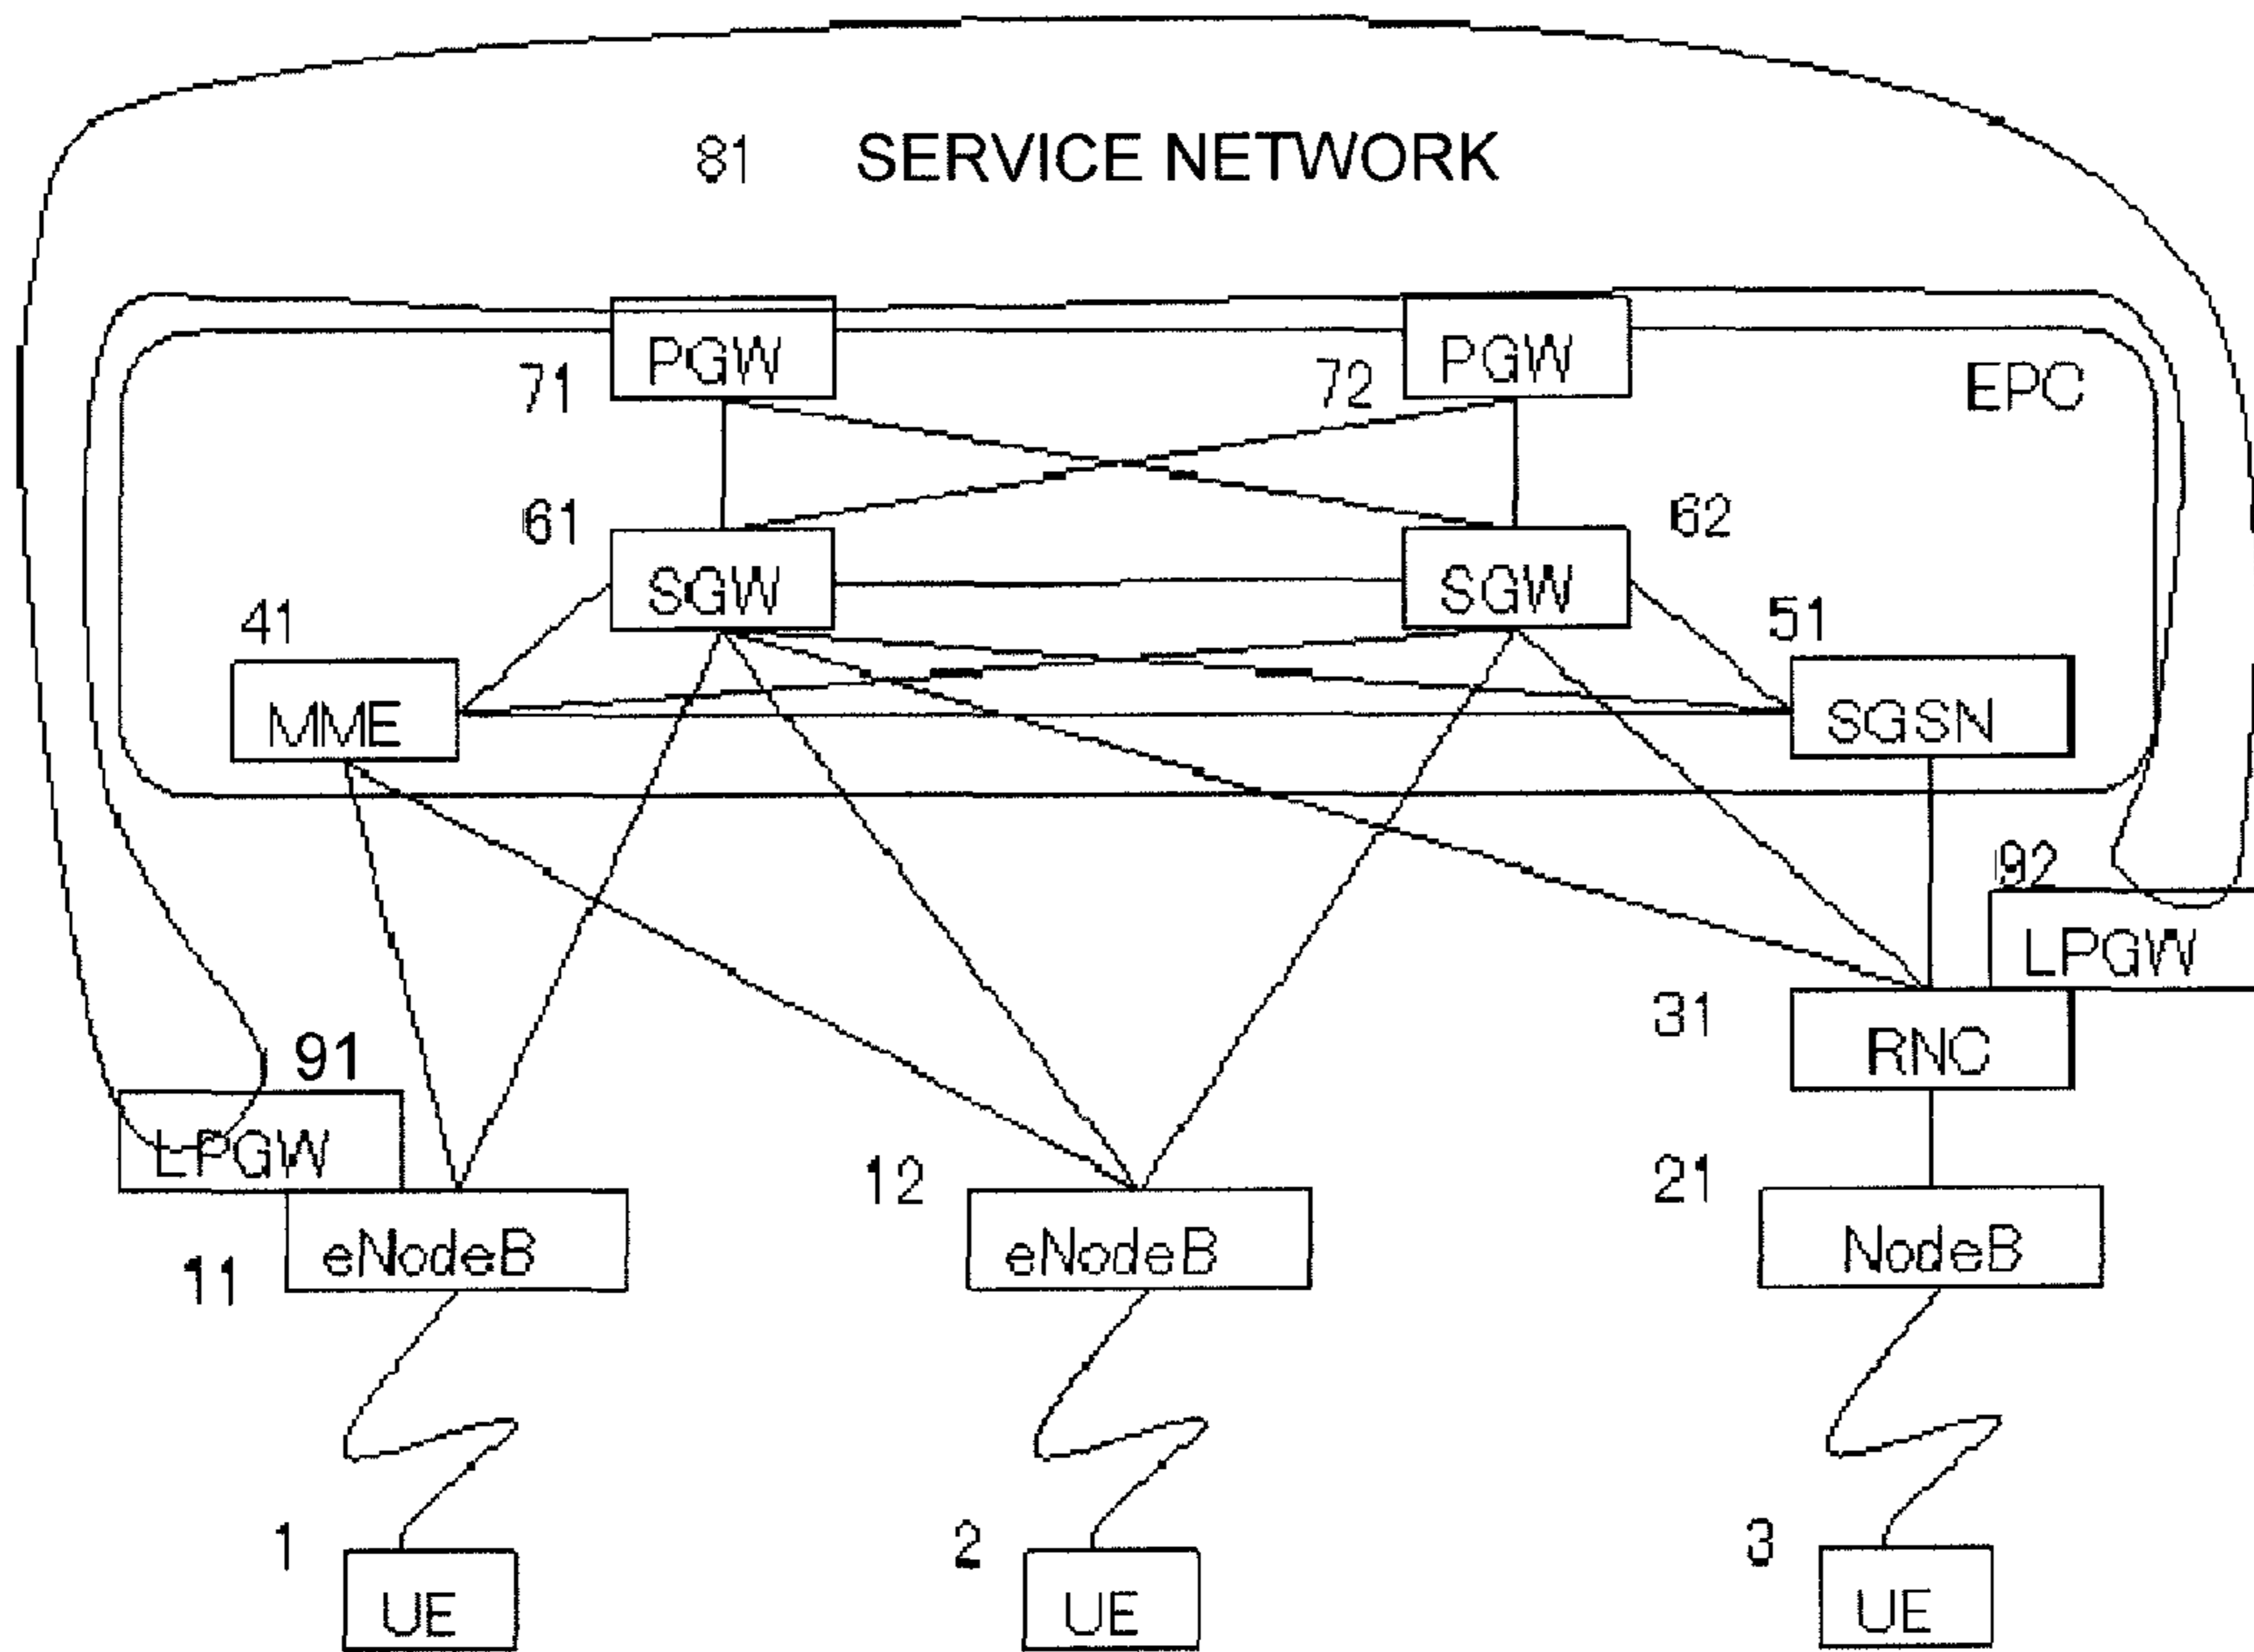 81 SERVICE NETWORK
PGW PGW
71 72 EPC
61 62
SGW SGW
41 51
MME SGSN
92
LPGW
31 RNC
91
LPGW
12 21
11 eNodeB eNodeB NodeB
1 2 3
UE UE UE